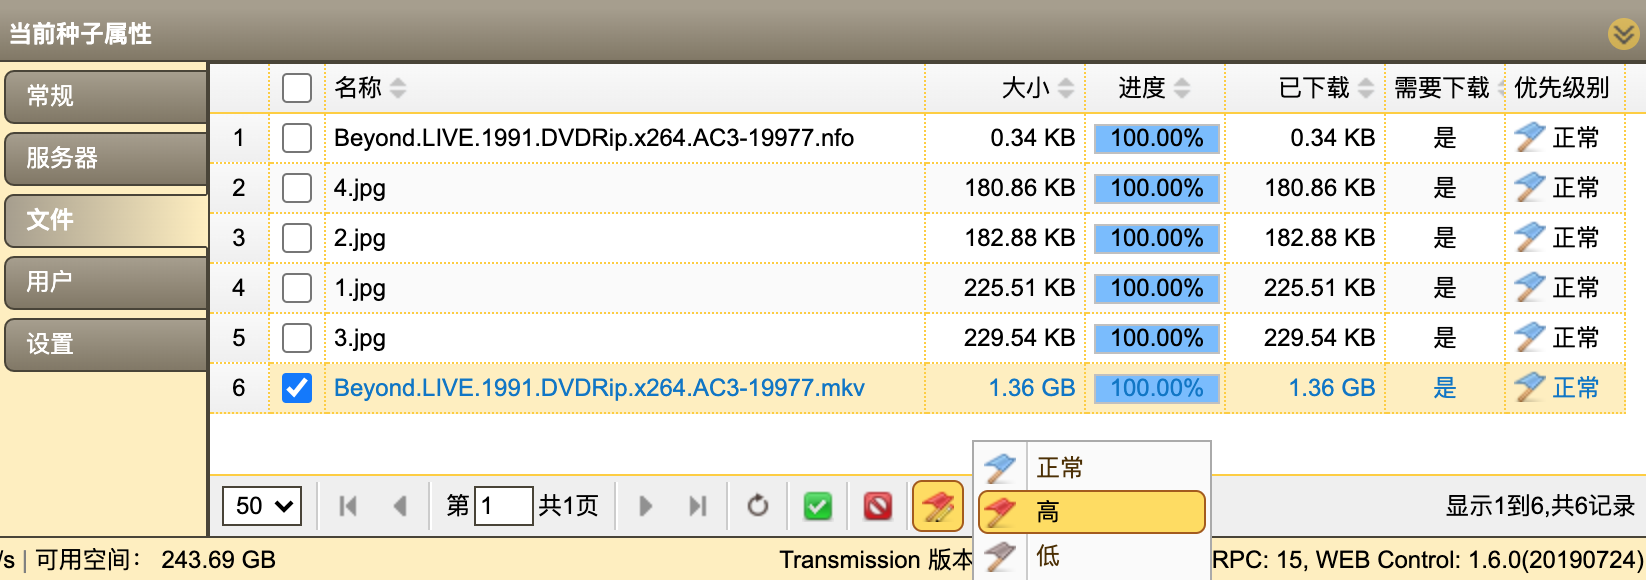 当前种子属性
常规
服务器
文件
用户
设置
名称 大小 进度 已下载 需要下载 优先级别
1 Beyond.LIVE.1991.DVDRip.x264.AC3-19977.nfo 0.34 KB 100.00% 0.34 KB 是 正常
2 4.jpg 180.86 KB 100.00% 180.86 KB 是 正常
3 2.jpg 182.88 KB 100.00% 182.88 KB 是 正常
4 1.jpg 225.51 KB 100.00% 225.51 KB 是 正常
5 3.jpg 229.54 KB 100.00% 229.54 KB 是 正常
6 Beyond.LIVE.1991.DVDRip.x264.AC3-19977.mkv 1.36 GB 100.00% 1.36 GB 是 正常
正常
高
低
50 第 1 共1页 显示1到6,共6记录
/s | 可用空间： 243.69 GB Transmission 版本 RPC: 15, WEB Control: 1.6.0(20190724)